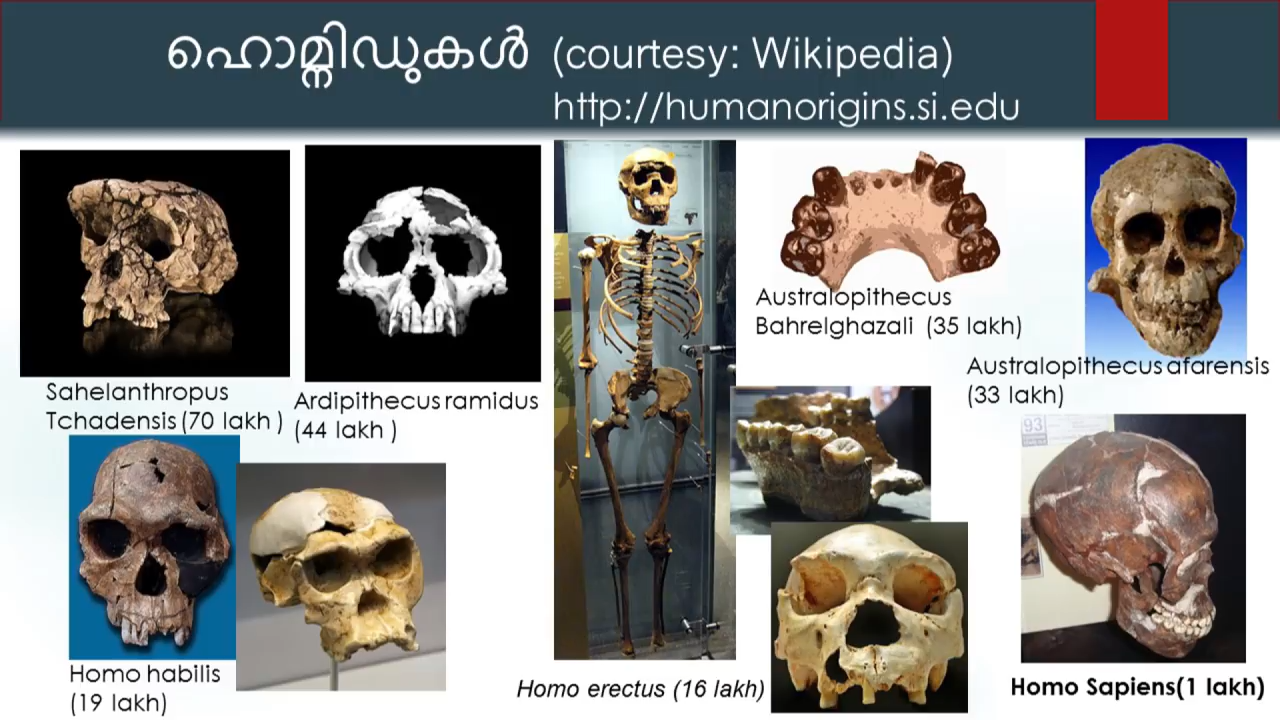 ഹൊമ്നിഡുകൾ (courtesy: Wikipedia)
http://humanorigins.si.edu
Sahelanthropus
Tchadensis (70 lakh )
Ardipithecus ramidus
(44 lakh )
Australopithecus
Bahrelghazali (35 lakh)
Australopithecus afarensis
(33 lakh)
93
Homo habilis
(19 lakh)
Homo erectus (16 lakh)
Homo Sapiens(1 lakh)